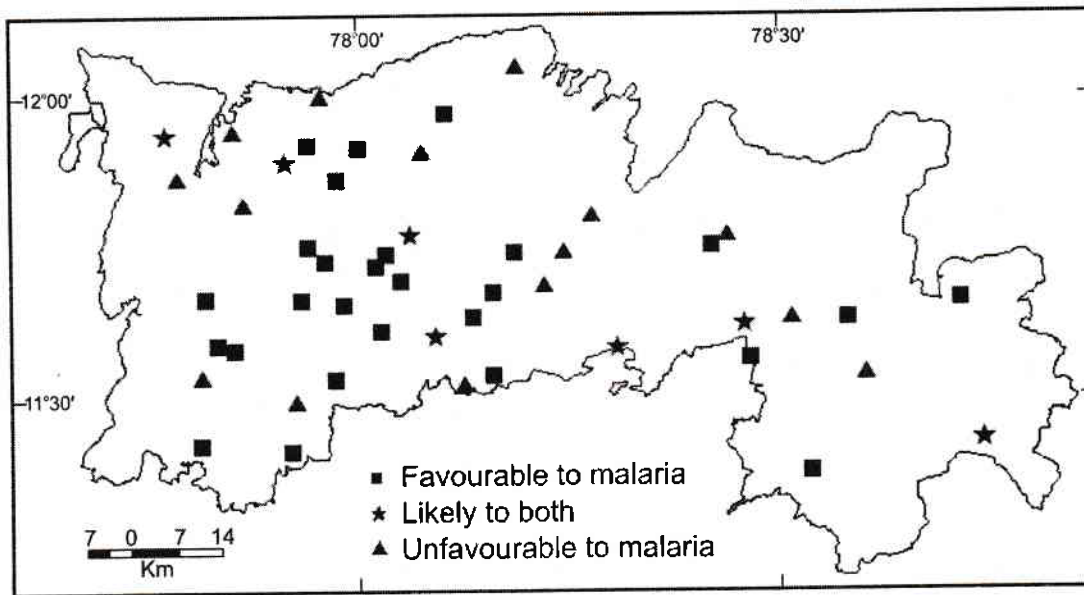 78°00'
78°30'
12°00'
11°30'
Favourable to malaria
Likely to both
Unfavourable to malaria
7 0 7 14
Km